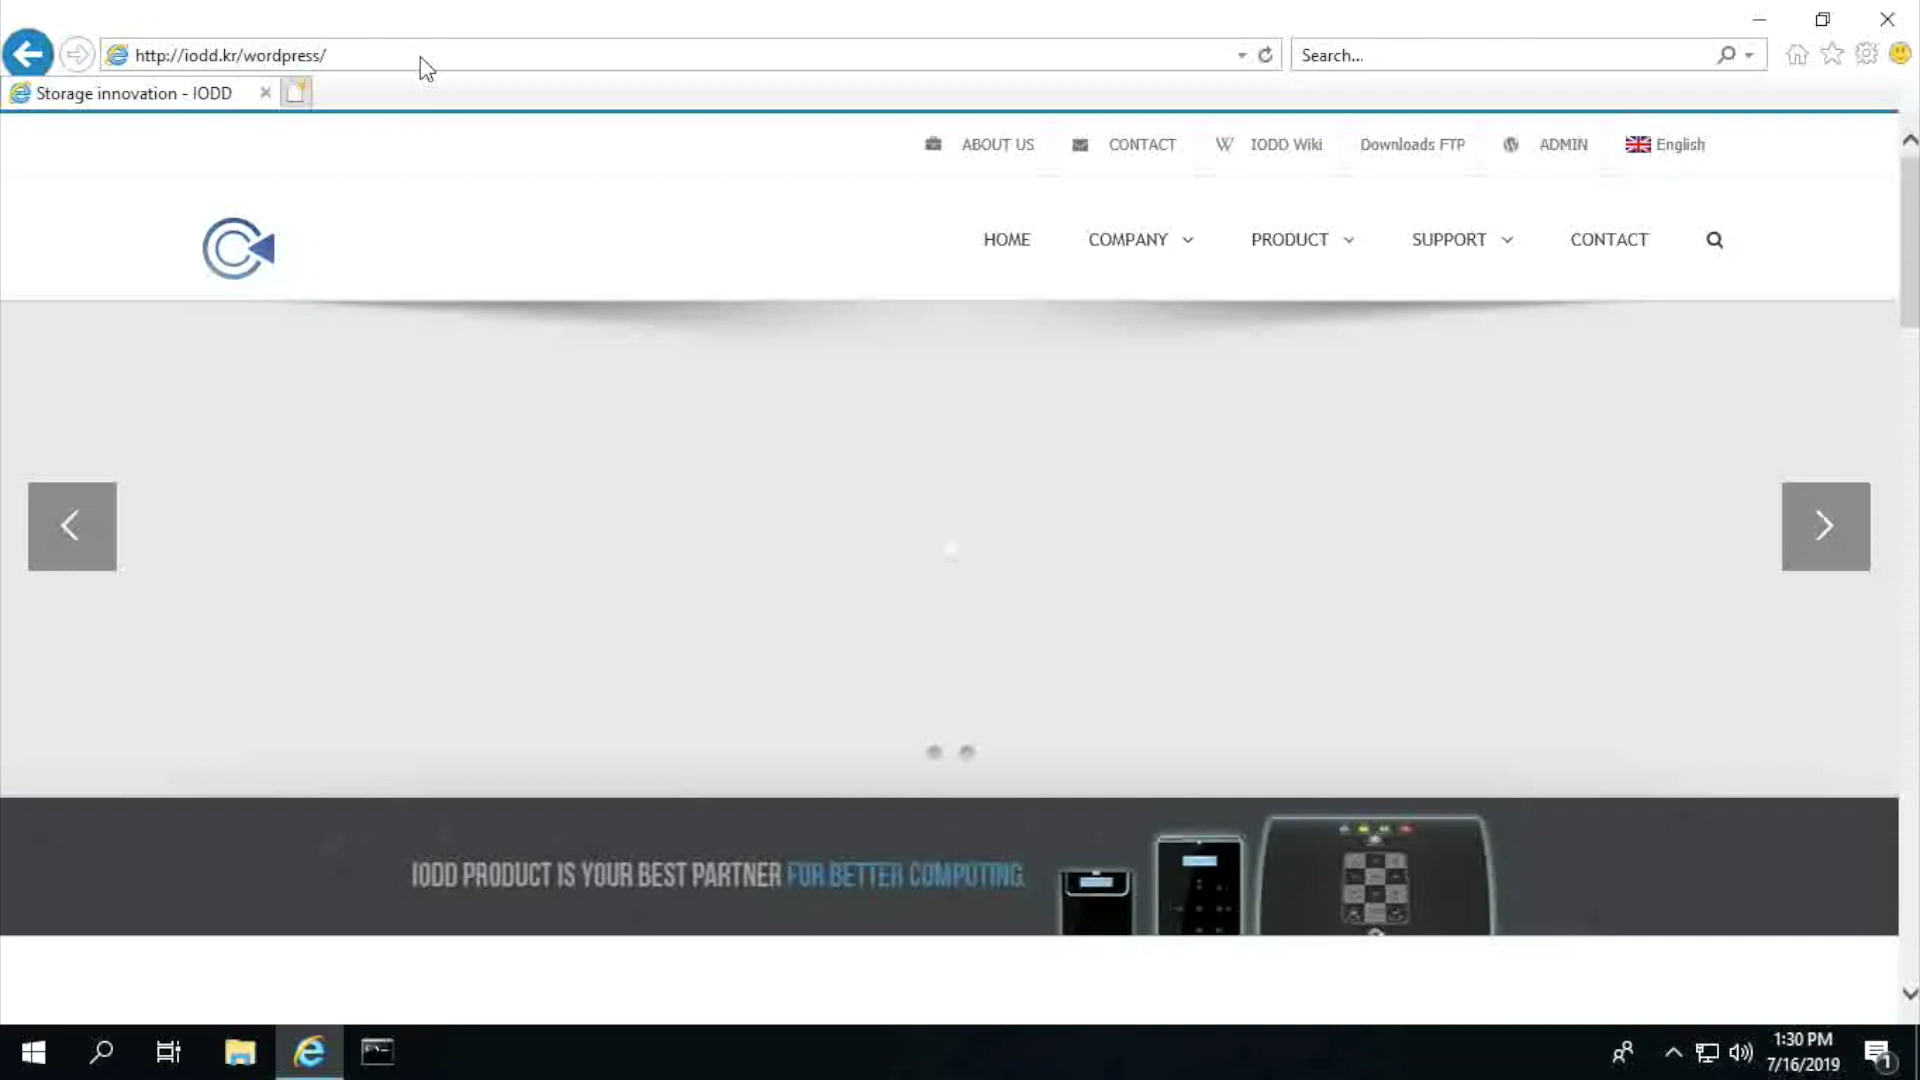 http://iodd.kr/wordpress/
Search...
Storage innovation - IODD
ABOUT US
CONTACT
IODD Wiki
Downloads FTP
ADMIN
English
HOME
COMPANY
PRODUCT
SUPPORT
CONTACT
IODD PRODUCT IS YOUR BEST PARTNER FOR BETTER COMPUTING.
1:30 PM
7/16/2019
1